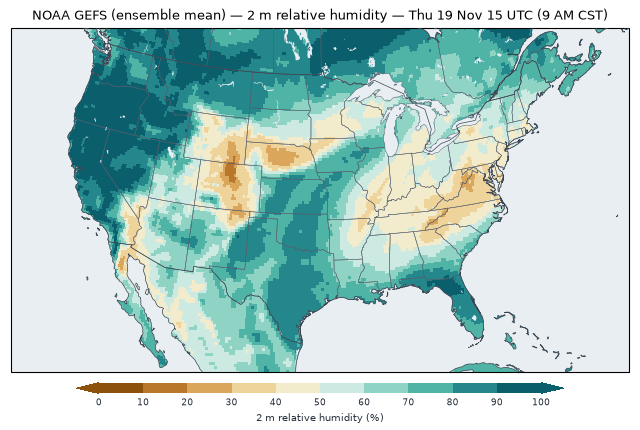 NOAA GEFS (ensemble mean) — 2 m relative humidity — Thu 19 Nov 15 UTC (9 AM CST)
0 10 20 30 40 50 60 70 80 90 100
2 m relative humidity (%)